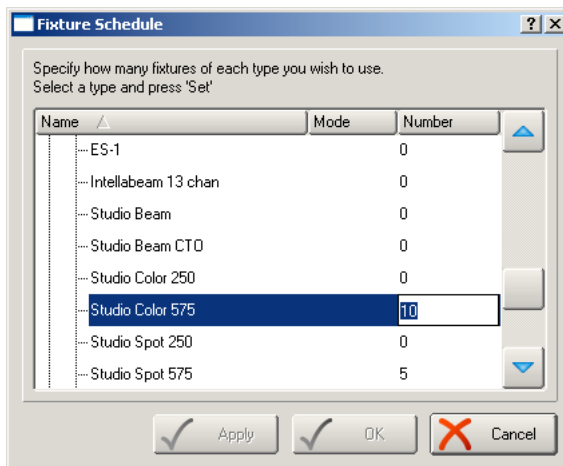 Fixture Schedule
Specify how many fixtures of each type you wish to use.
Select a type and press 'Set'
Name Mode Number
ES-1 0
Intellabeam 13 chan 0
Studio Beam 0
Studio Beam CTO 0
Studio Color 250 0
Studio Color 575 10
Studio Spot 250 0
Studio Spot 575 5
Apply OK Cancel